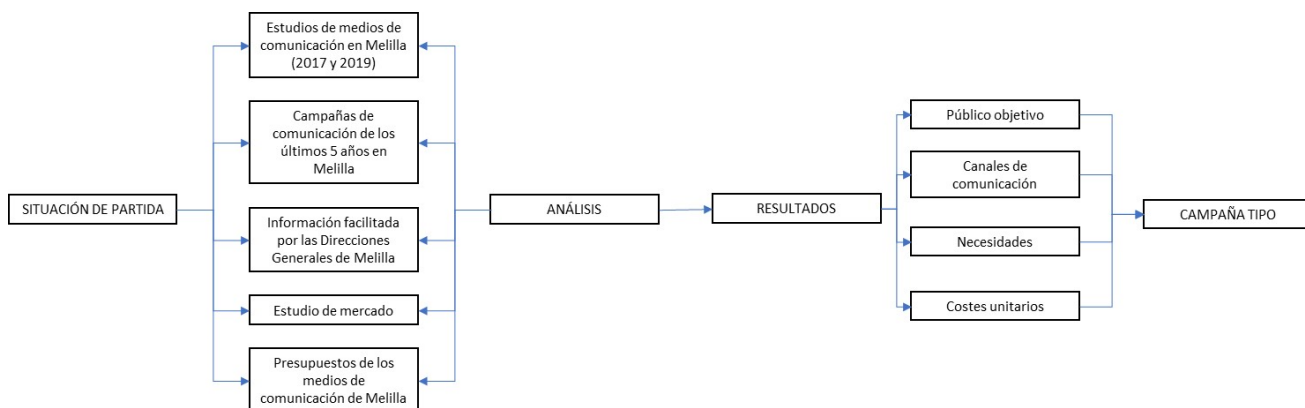 SITUACIÓN DE PARTIDA
Estudios de medios de
comunicación en Melilla
(2017 y 2019)
Campañas de
comunicación de los
últimos 5 años en
Melilla
Información facilitada
por las Direcciones
Generales de Melilla
Estudio de mercado
Presupuestos de los
medios de
comunicación de Melilla
ANÁLISIS
RESULTADOS
Público objetivo
Canales de
comunicación
Necesidades
Costes unitarios
CAMPAÑA TIPO